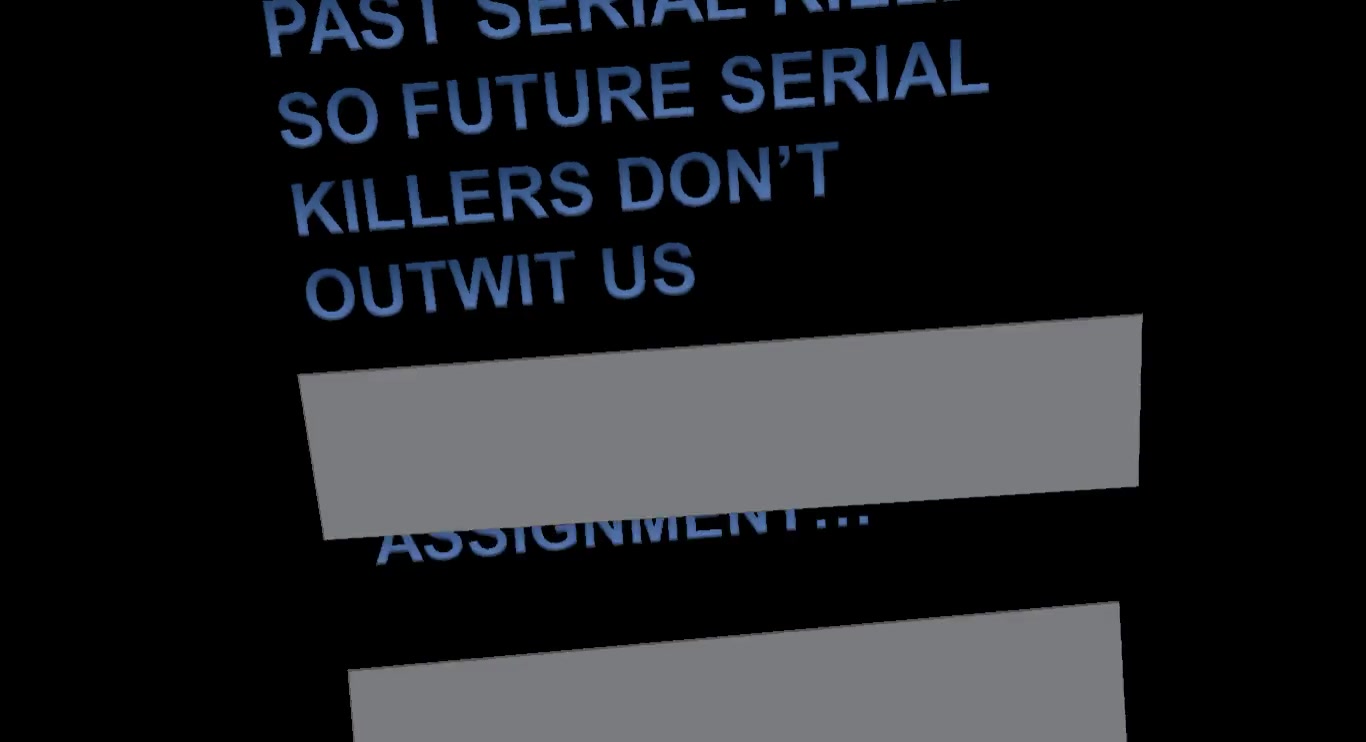 PAST SERIAL
SO FUTURE SERIAL
KILLERS DON’T
OUTWIT US
ASSIGNMENT...